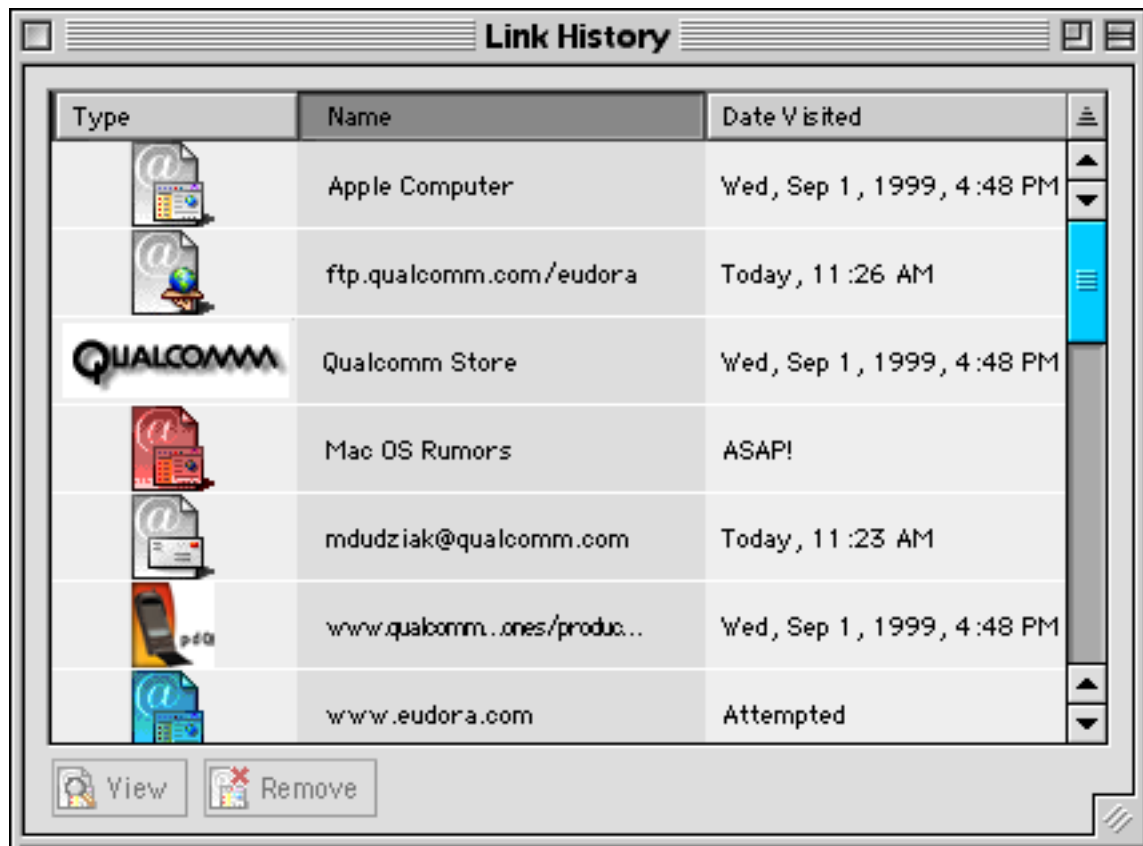 Link History
Type Name Date Visited
Apple Computer Wed, Sep 1, 1999, 4:48 PM
ftp.qualcomm.com/eudora Today, 11:26 AM
QUALCOMM Qualcomm Store Wed, Sep 1, 1999, 4:48 PM
Mac OS Rumors ASAP!
mdudziak@qualcomm.com Today, 11:23 AM
pdQ www.qualcomm...ones/produc... Wed, Sep 1, 1999, 4:48 PM
www.eudora.com Attempted
View Remove